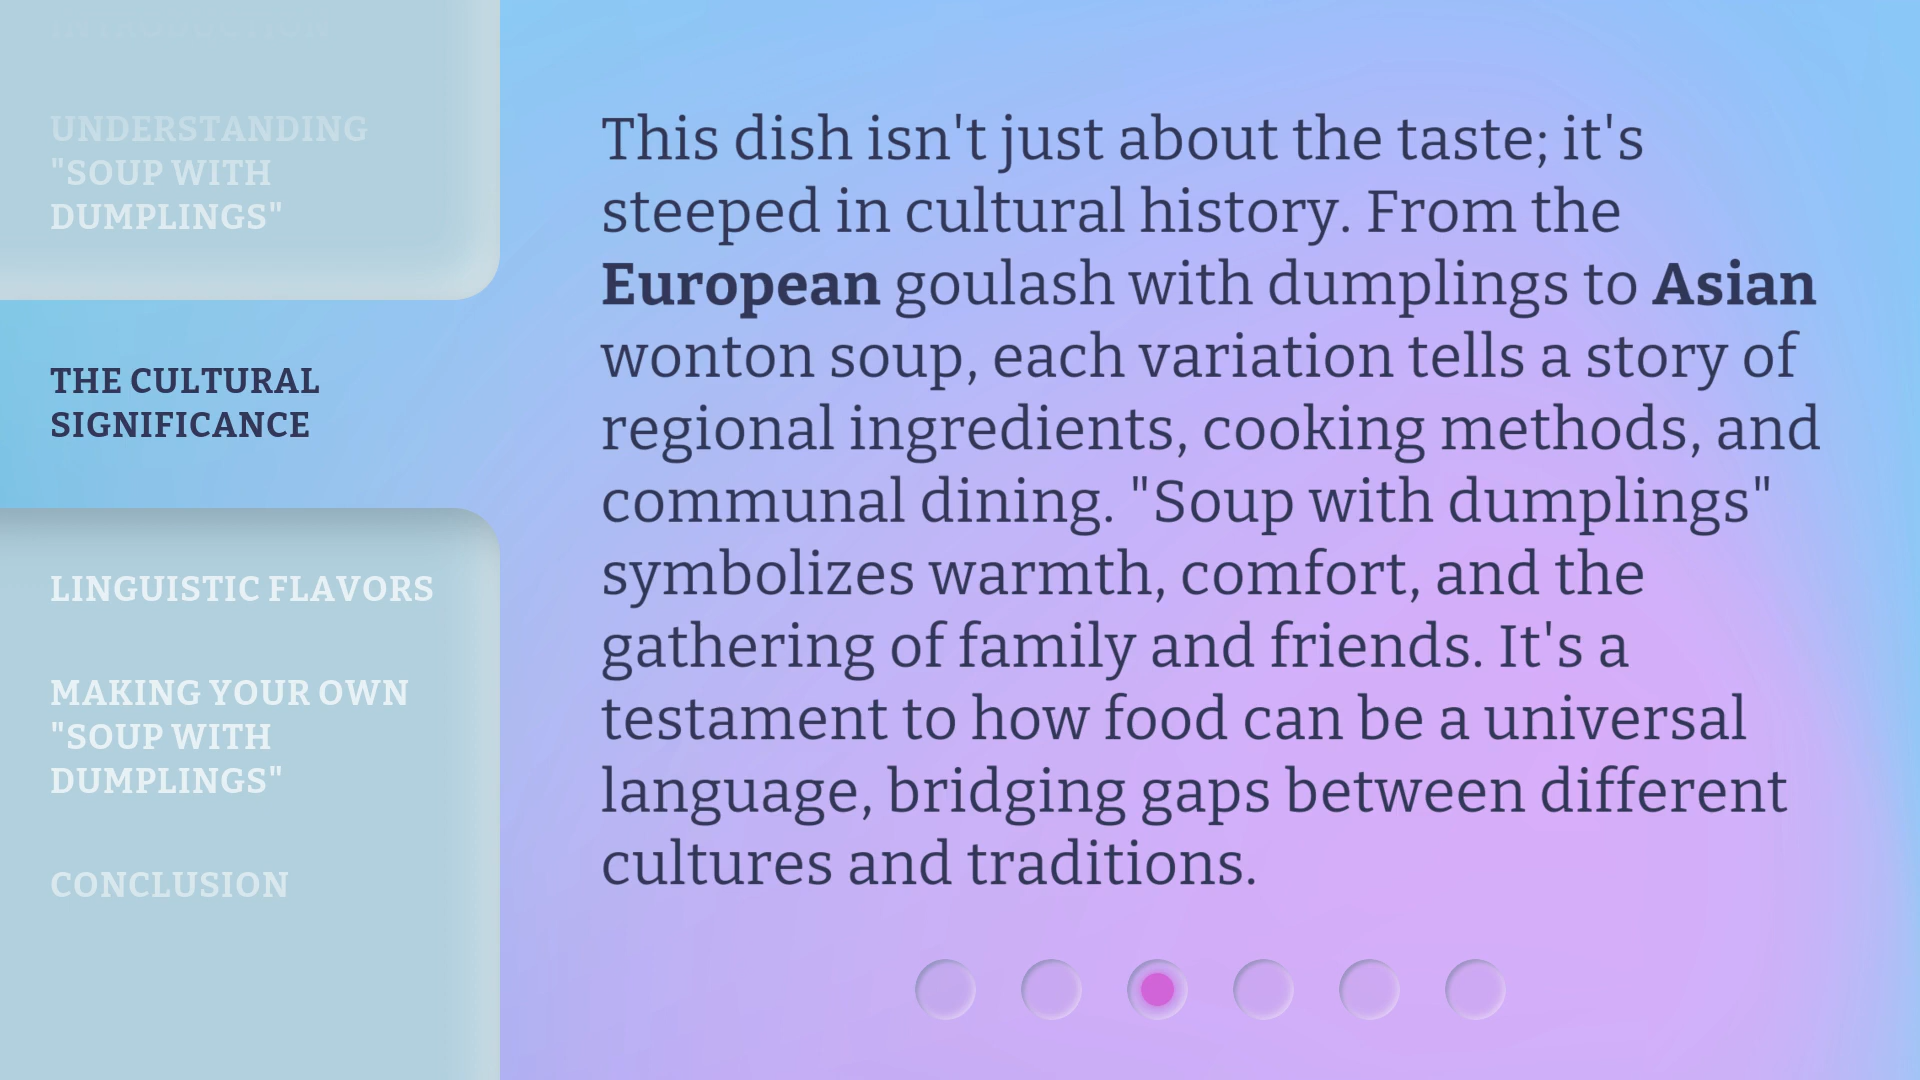 INTRODUCTION
UNDERSTANDING
"SOUP WITH
DUMPLINGS"
THE CULTURAL
SIGNIFICANCE
LINGUISTIC FLAVORS
MAKING YOUR OWN
"SOUP WITH
DUMPLINGS"
CONCLUSION
This dish isn't just about the taste; it's
steeped in cultural history. From the
European goulash with dumplings to Asian
wonton soup, each variation tells a story of
regional ingredients, cooking methods, and
communal dining. "Soup with dumplings"
symbolizes warmth, comfort, and the
gathering of family and friends. It's a
testament to how food can be a universal
language, bridging gaps between different
cultures and traditions.